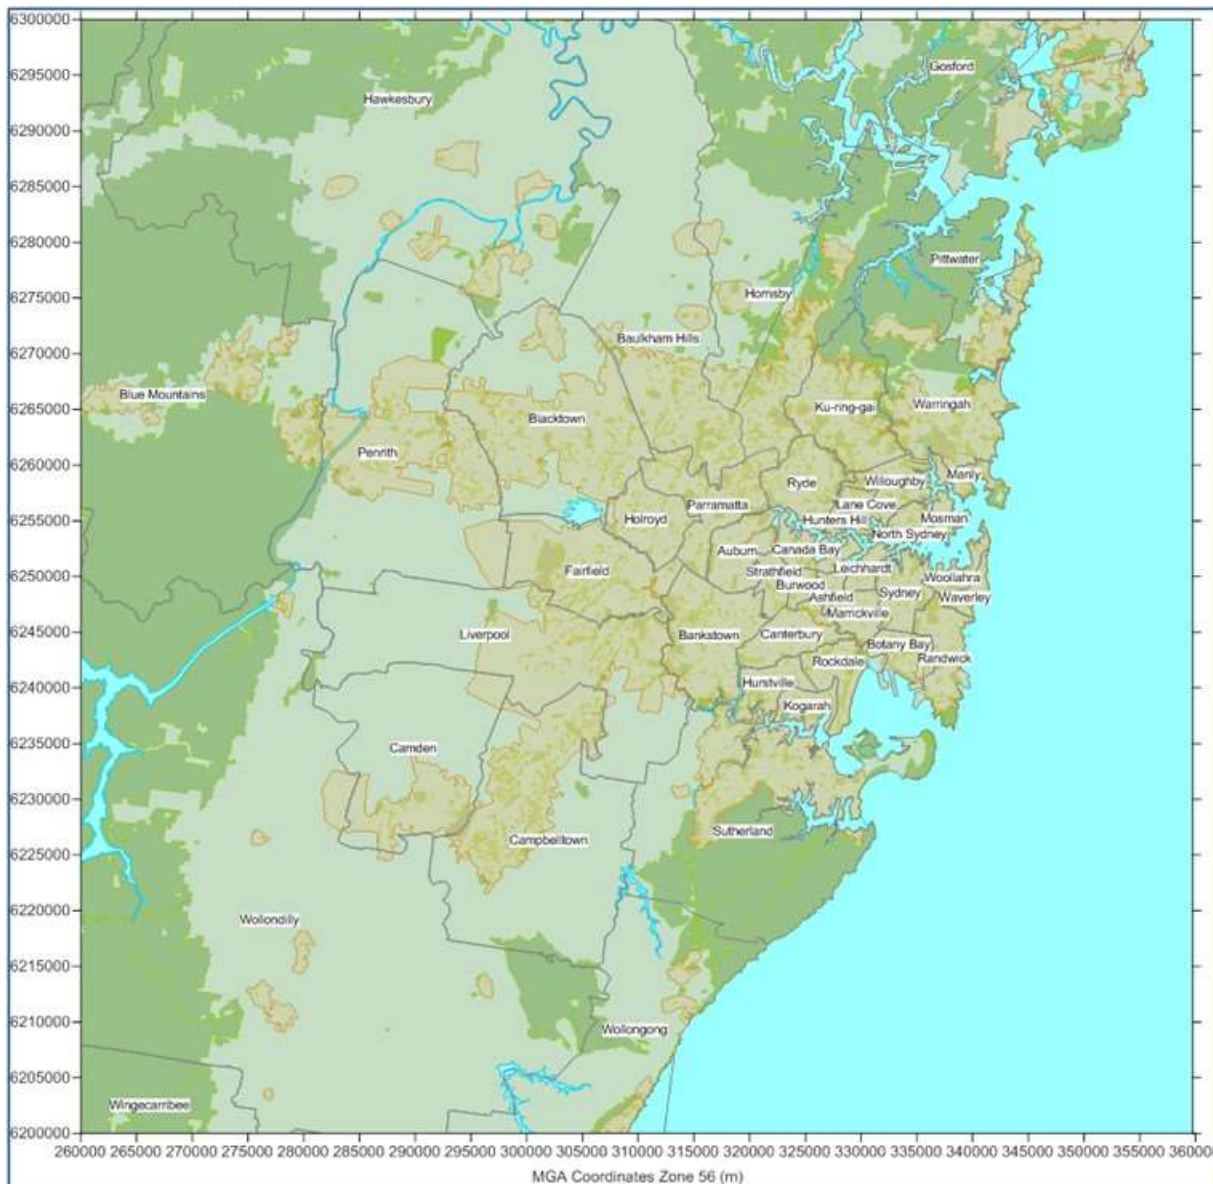 6300000
6295000
Gosford
Hawkesbury
6290000
6285000
6280000
Pittwater
6275000
Hornsby
6270000
Baulkham Hills
Blue Mountains
6265000
Ku-ring-gai
Warringah
Blacktown
6260000
Penrith
Manly
Willoughby
Ryde
6255000
Parramatta
Lane Cove
Holroyd
Hunters Hill
Mosman
North Sydney
Auburn
Canada Bay
6250000
Fairfield
Strathfield
Leichhardt
Woollahra
Burwood
Ashfield
Sydney
Waverley
Marrickville
6245000
Liverpool
Bankstown
Canterbury
Botany Bay
6240000
Rockdale
Randwick
Hurstville
Kogarah
6235000
Camden
6230000
Sutherland
Campbelltown
6225000
6220000
Wollondilly
6215000
6210000
Wollongong
6205000
Wingecarribee
6200000
260000 265000 270000 275000 280000 285000 290000 295000 300000 305000 310000 315000 320000 325000 330000 335000 340000 345000 350000 355000 360000
MGA Coordinates Zone 56 (m)